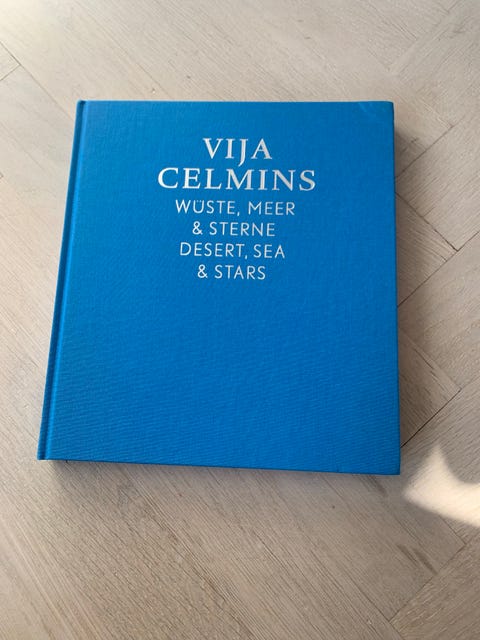 VIJA
CELMINS
WÜSTE, MEER
& STERNE
DESERT, SEA
& STARS